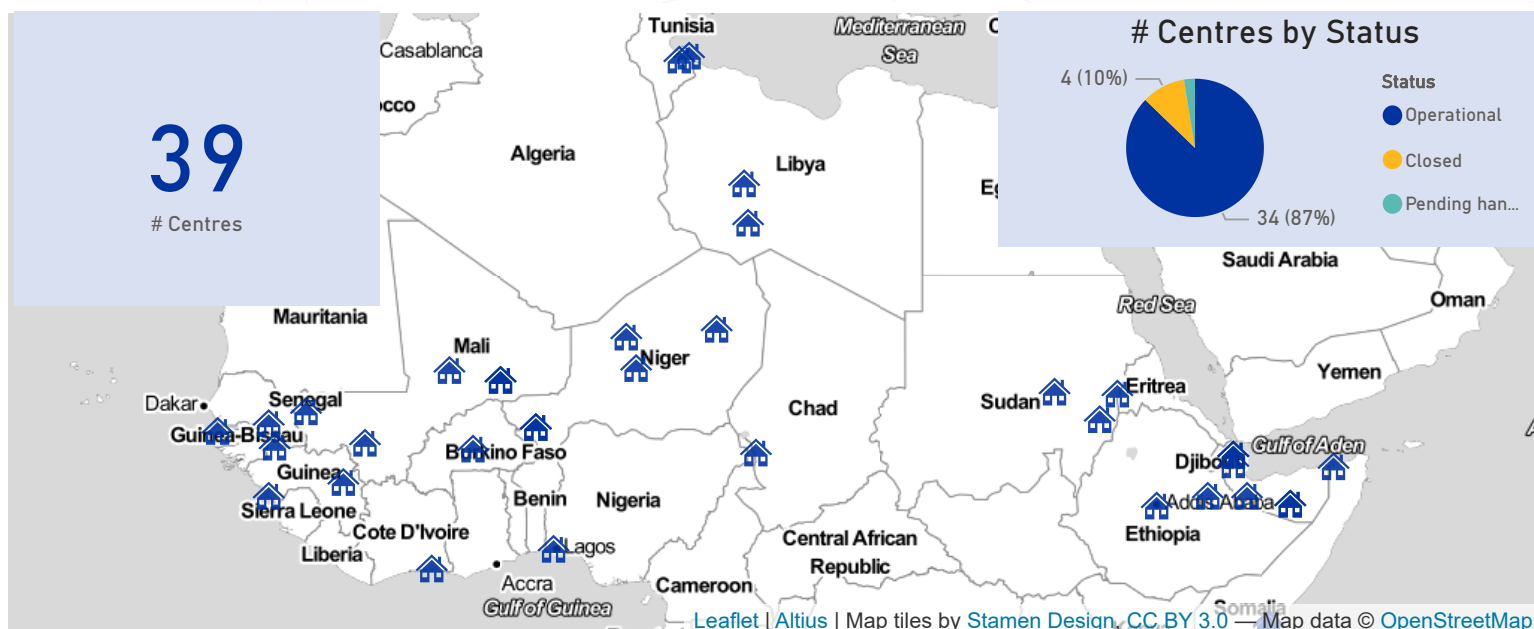 39
# Centres
# Centres by Status
4 (10%)
34 (87%)
Status
Operational
Closed
Pending han...
Tunisia
Mediterranean
Sea
Casablanca
occo
Algeria
Libya
Eg
Saudi Arabia
Red Sea
Oman
Mauritania
Mali
Niger
Yemen
Dakar
Senegal
Chad
Sudan
Eritrea
Guinea-Bissau
Burkino Faso
Gulf of Aden
Djibouti
Guinea
Sierra Leone
Benin
Nigeria
Addis Ababa
Cote D'Ivoire
Liberia
Lagos
Ethiopia
Central African
Republic
Accra
Cameroon
Gulf of Guinea
Somalia
Leaflet | Altius | Map tiles by Stamen Design, CC BY 3.0 — Map data © OpenStreetMap